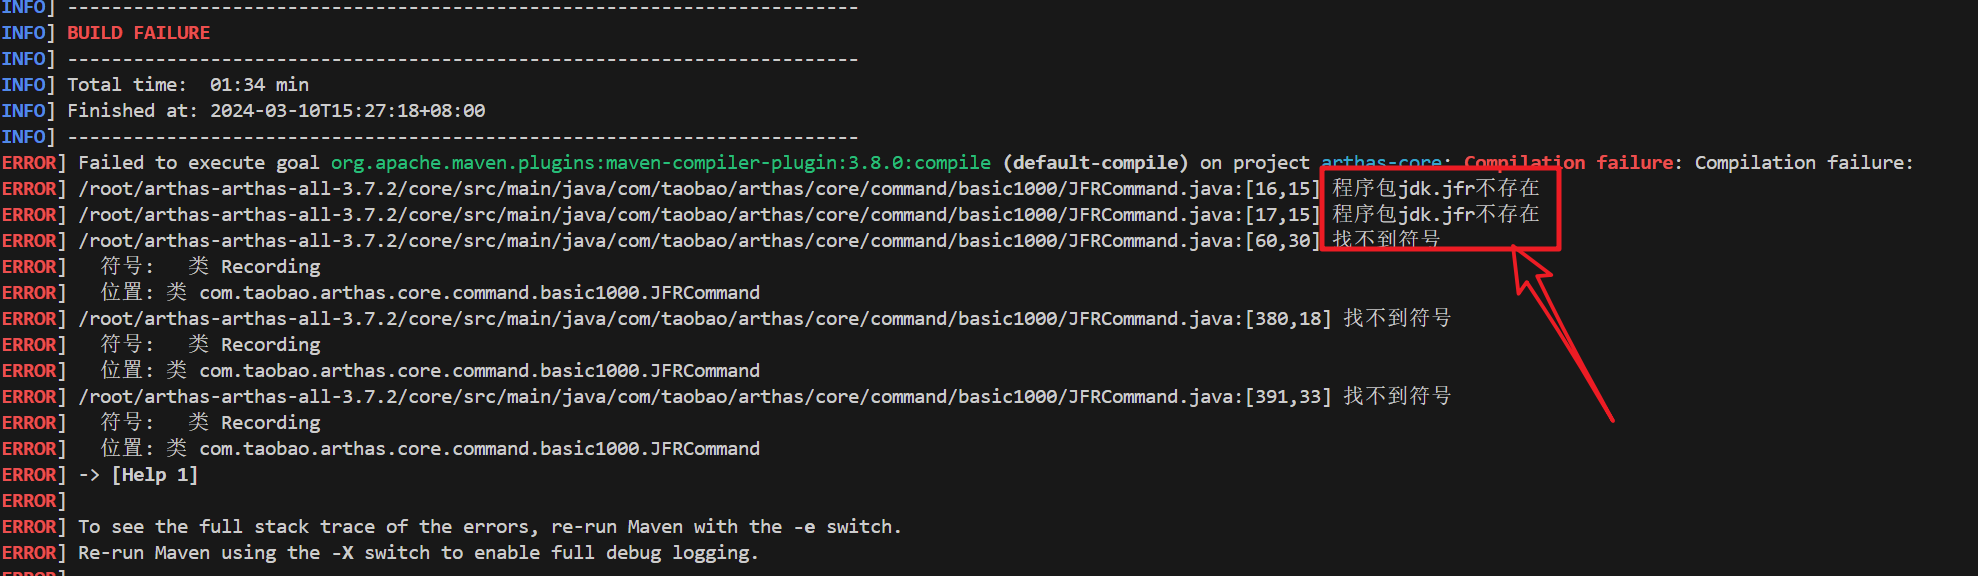 INFO] ------------------------------------------------------------------------
INFO] BUILD FAILURE
INFO] ------------------------------------------------------------------------
INFO] Total time:  01:34 min
INFO] Finished at: 2024-03-10T15:27:18+08:00
INFO] ------------------------------------------------------------------------
ERROR] Failed to execute goal org.apache.maven.plugins:maven-compiler-plugin:3.8.0:compile (default-compile) on project arthas-core: Compilation failure: Compilation failure:
ERROR] /root/arthas-arthas-all-3.7.2/core/src/main/java/com/taobao/arthas/core/command/basic1000/JFRCommand.java:[16,15] 程序包jdk.jfr不存在
ERROR] /root/arthas-arthas-all-3.7.2/core/src/main/java/com/taobao/arthas/core/command/basic1000/JFRCommand.java:[17,15] 程序包jdk.jfr不存在
ERROR] /root/arthas-arthas-all-3.7.2/core/src/main/java/com/taobao/arthas/core/command/basic1000/JFRCommand.java:[60,30] 找不到符号
ERROR]   符号:   类 Recording
ERROR]   位置: 类 com.taobao.arthas.core.command.basic1000.JFRCommand
ERROR] /root/arthas-arthas-all-3.7.2/core/src/main/java/com/taobao/arthas/core/command/basic1000/JFRCommand.java:[380,18] 找不到符号
ERROR]   符号:   类 Recording
ERROR]   位置: 类 com.taobao.arthas.core.command.basic1000.JFRCommand
ERROR] /root/arthas-arthas-all-3.7.2/core/src/main/java/com/taobao/arthas/core/command/basic1000/JFRCommand.java:[391,33] 找不到符号
ERROR]   符号:   类 Recording
ERROR]   位置: 类 com.taobao.arthas.core.command.basic1000.JFRCommand
ERROR] -> [Help 1]
ERROR]
ERROR] To see the full stack trace of the errors, re-run Maven with the -e switch.
ERROR] Re-run Maven using the -X switch to enable full debug logging.